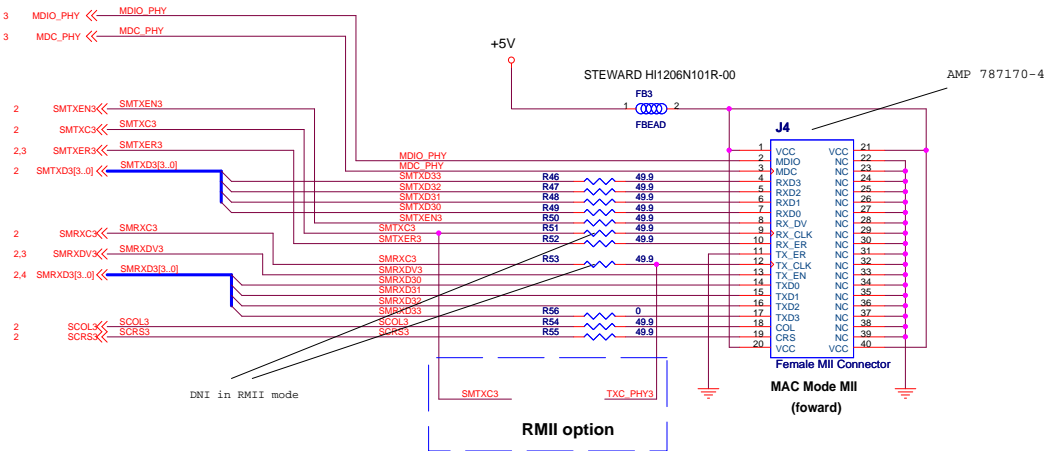 3 MDIO_PHY MDIO_PHY
3 MDC_PHY MDC_PHY
+5V
STEWARD HI1206N101R-00
AMP 787170-4
FB3
1 2
FBEAD
J4
2 SMTXEN3 SMTXEN3
2 SMTXC3 SMTXC3
2,3 SMTXER3 SMTXER3
2 SMTXD3[3..0] SMTXD3[3..0]
1 VCC VCC 21
MDIO_PHY 2 MDIO NC 22
MDC_PHY 3 MDC NC 23
SMTXD33 R46 49.9 4 RXD3 NC 24
SMTXD32 R47 49.9 5 RXD2 NC 25
SMTXD31 R48 49.9 6 RXD1 NC 26
SMTXD30 R49 49.9 7 RXD0 NC 27
SMTXEN3 R50 49.9 8 RX_DV NC 28
SMTXC3 R51 49.9 9 RX_CLK NC 29
SMTXER3 R52 49.9 10 RX_ER NC 30
11 TX_ER NC 31
2 SMRXC3 SMRXC3
SMRXC3 R53 49.9 12 TX_CLK NC 32
2,3 SMRXDV3 SMRXDV3
SMRXDV3 13 TX_EN NC 33
2,4 SMRXD3[3..0] SMRXD3[3..0]
SMRXD30 14 TXD0 NC 34
SMRXD31 15 TXD1 NC 35
SMRXD32 16 TXD2 NC 36
SMRXD33 R56 0 17 TXD3 NC 37
2 SCOL3 SCOL3 SCOL3 R54 49.9 18 COL NC 38
2 SCRS3 SCRS3 SCRS3 R55 49.9 19 CRS NC 39
20 VCC VCC 40
Female MII Connector
MAC Mode MII
(foward)
DNI in RMII mode
SMTXC3 TXC_PHY3
RMII option